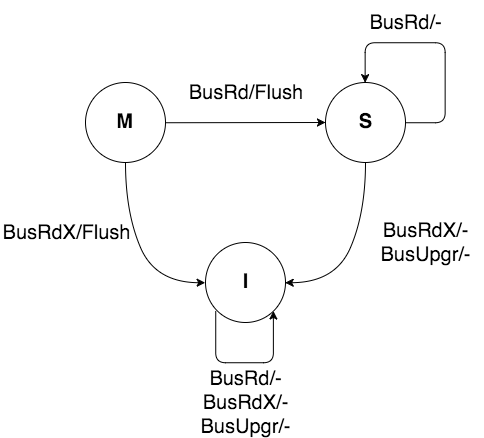 BusRd/-
BusRd/Flush
M
S
BusRdX/Flush
BusRdX/-
BusUpgr/-
I
BusRd/-
BusRdX/-
BusUpgr/-